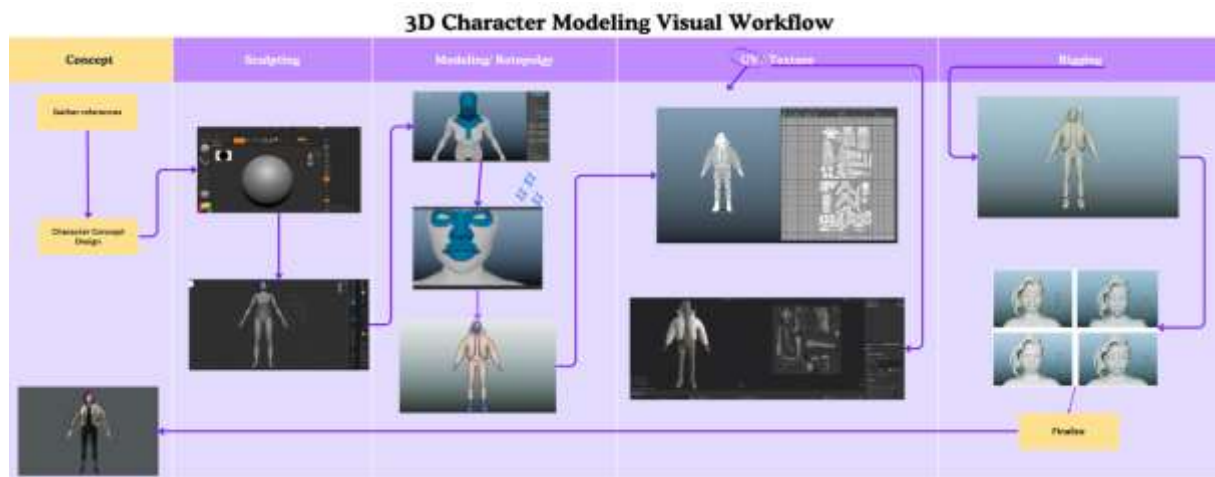 3D Character Modeling Visual Workflow
Concept
Sculpting
Modeling/ Retopolgy
UV / Texture
Rigging
Gather references
Character Concept
Design
Finalize